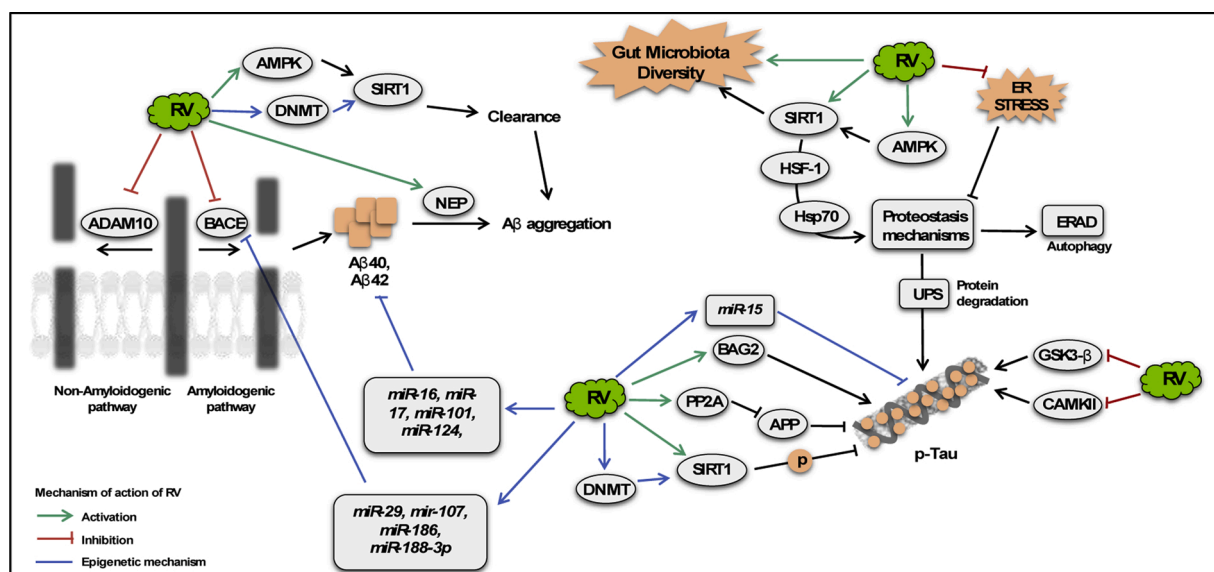 AMPK
SIRT1
RV
DNMT
Clearance
ADAM10
BACE
NEP
Aβ aggregation
Aβ40,
Aβ42
Non-Amyloidogenic
pathway
Amyloidogenic
pathway
Gut Microbiota
Diversity
RV
ER
STRESS
SIRT1
AMPK
HSF-1
Hsp70
Proteostasis
mechanisms
ERAD
Autophagy
UPS
Protein
degradation
miR-15
BAG2
RV
PP2A
APP
SIRT1
p
DNMT
p-Tau
GSK3-β
RV
CAMKII
miR-16, miR-
17, miR-101,
miR-124,
miR-29, mir-107,
miR-186,
miR-188-3p
Mechanism of action of RV
Activation
Inhibition
Epigenetic mechanism